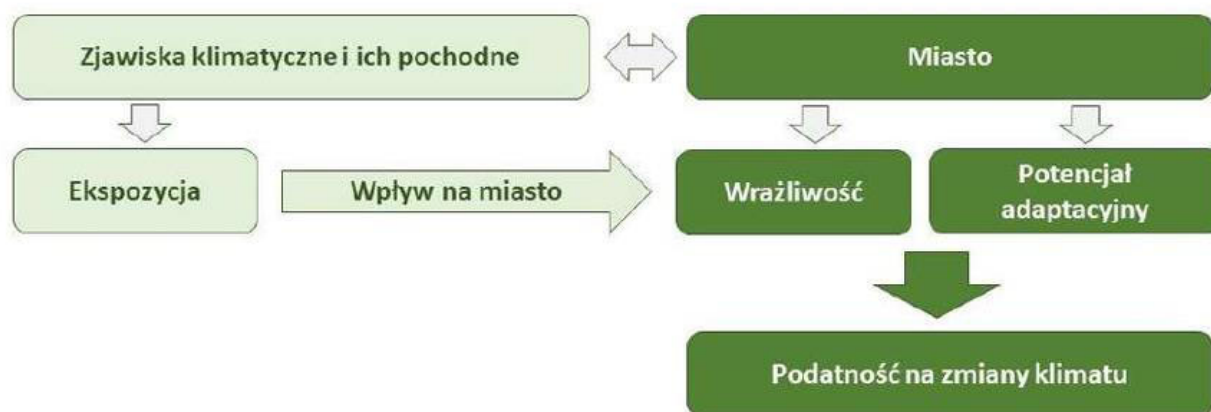 Zjawiska klimatyczne i ich pochodne
Miasto
Ekspozycja
Wpływ na miasto
Wrażliwość
Potencjał
adaptacyjny
Podatność na zmiany klimatu